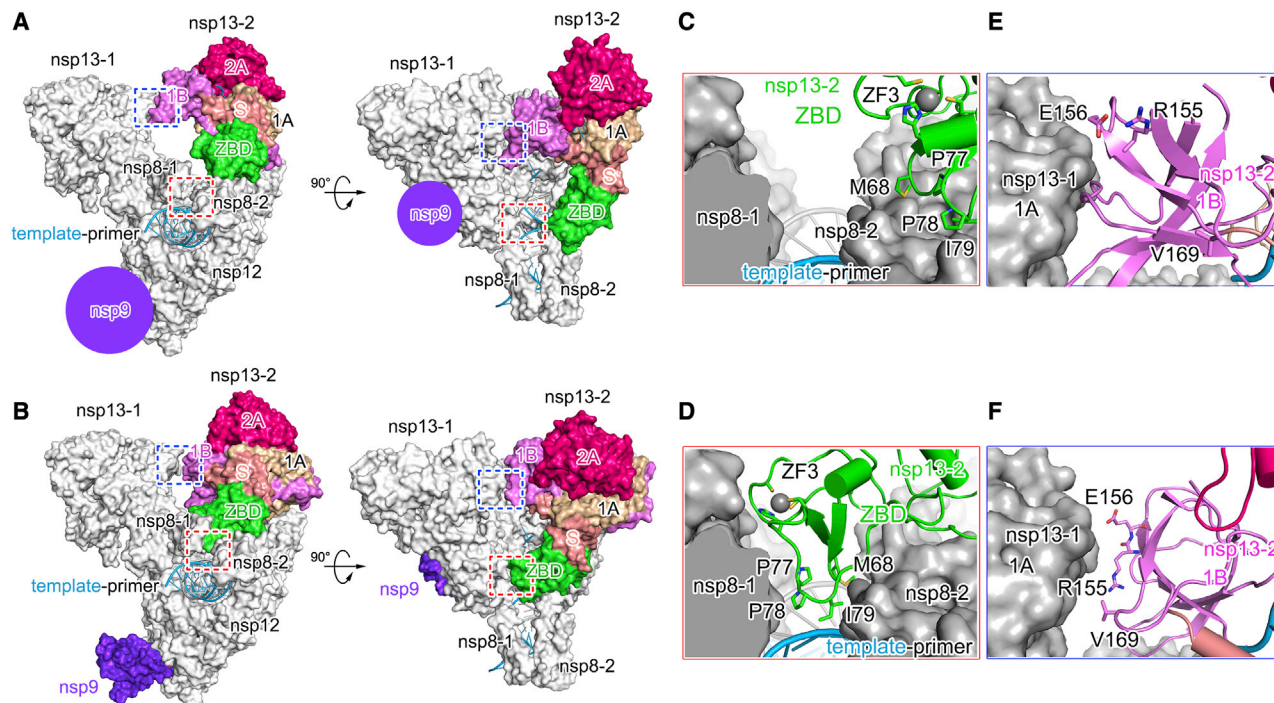 A
nsp13-2
nsp13-1
2A
1B
S
1A
ZBD
nsp8-1
nsp8-2
template-primer
nsp12
nsp9
90°
nsp13-2
nsp13-1
2A
1B
1A
S
nsp9
ZBD
nsp8-1
nsp8-2
B
nsp13-2
nsp13-1
2A
1B
1A
S
ZBD
nsp8-1
nsp8-2
template-primer
nsp12
nsp9
90°
nsp13-2
nsp13-1
1B
2A
1A
S
nsp9
ZBD
nsp8-1
nsp8-2
C
nsp13-2
ZBD
ZF3
P77
M68
nsp8-1
nsp8-2
P78
I79
template-primer
D
ZF3
nsp13-2
ZBD
nsp8-1
P77
M68
P78
I79
nsp8-2
template-primer
E
E156
R155
nsp13-1
1A
nsp13-2
1B
V169
F
E156
nsp13-1
1A
nsp13-2
1B
R155
V169